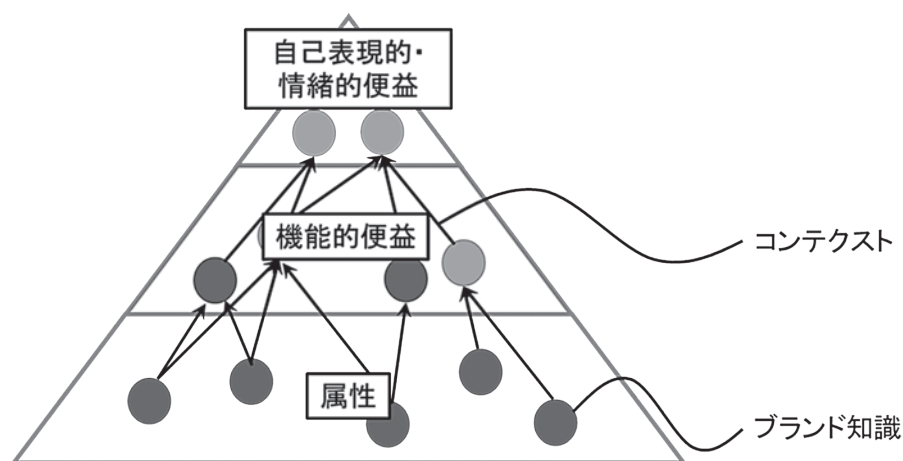 自己表現的・
情緒的便益
機能的便益
コンテクスト
属性
ブランド知識